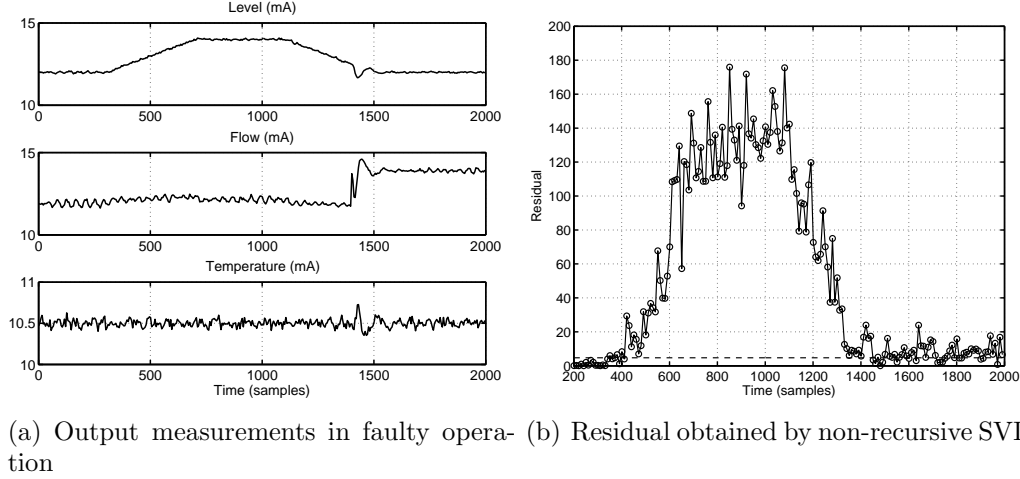 Level (mA)
15
10
0 500 1000 1500 2000
Flow (mA)
15
10
0 500 1000 1500 2000
Temperature (mA)
11
10.5
10
0 500 1000 1500 2000
Time (samples)
200
180
160
140
120
100
80
60
40
20
0
Residual
200 400 600 800 1000 1200 1400 1600 1800 2000
Time (samples)
(a) Output measurements in faulty opera-
tion
(b) Residual obtained by non-recursive